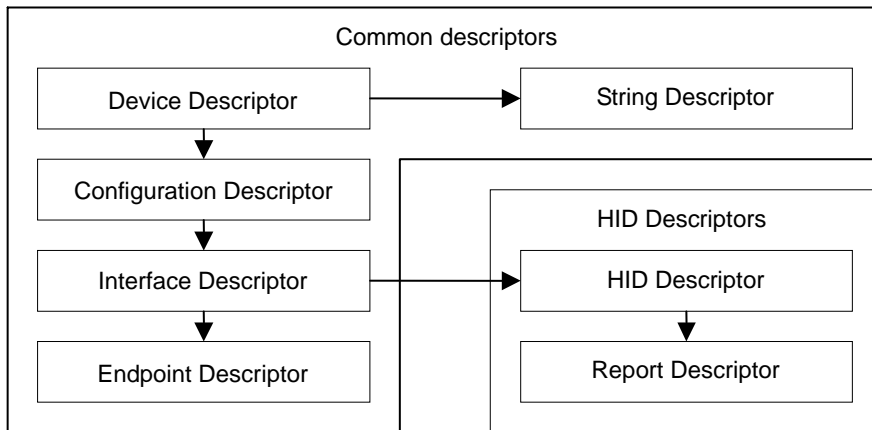 Common descriptors
Device Descriptor
String Descriptor
Configuration Descriptor
HID Descriptors
Interface Descriptor
HID Descriptor
Endpoint Descriptor
Report Descriptor